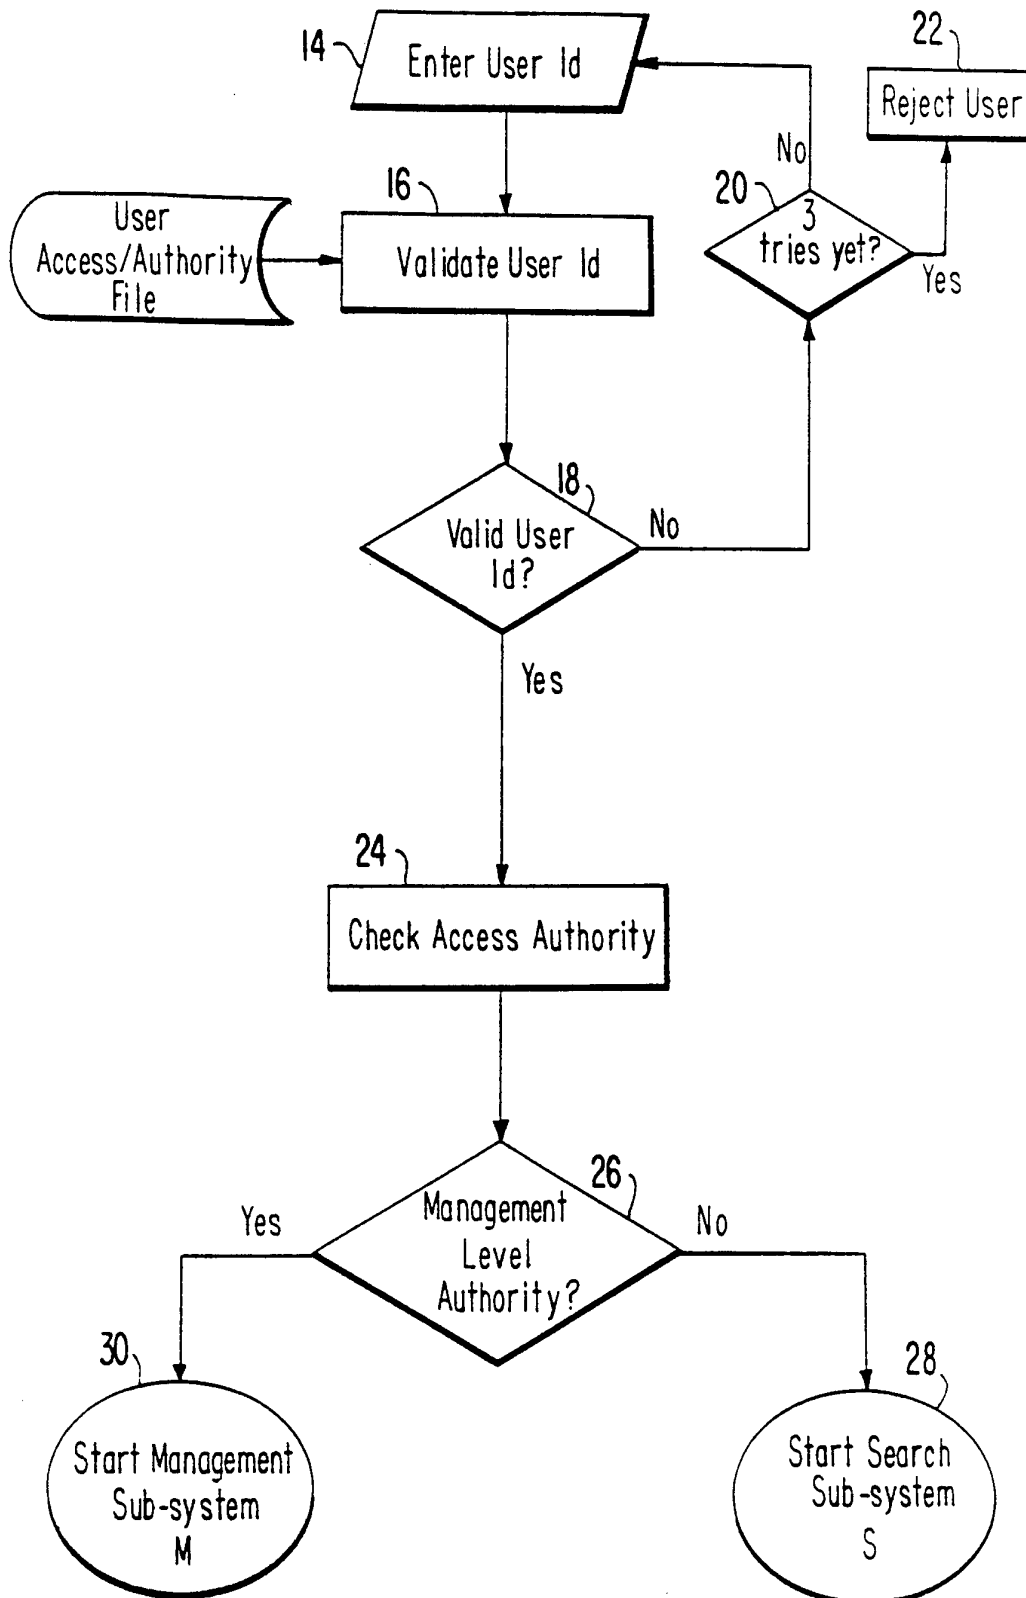 14
Enter User Id
22
Reject User
No
20
3
tries yet?
Yes
16
User
Access/Authority
File
Validate User Id
18
Valid User
Id?
No
Yes
24
Check Access Authority
26
Management
Level
Authority?
Yes
No
30
Start Management
Sub-system
M
28
Start Search
Sub-system
S